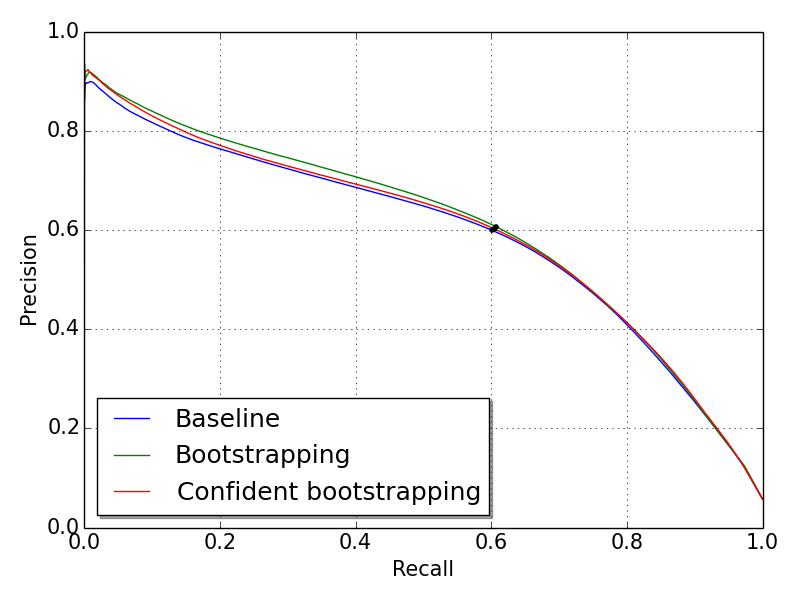 1.0
0.8
0.6
0.4
0.2
0.0
Precision
Baseline
Bootstrapping
Confident bootstrapping
0.0 0.2 0.4 0.6 0.8 1.0
Recall